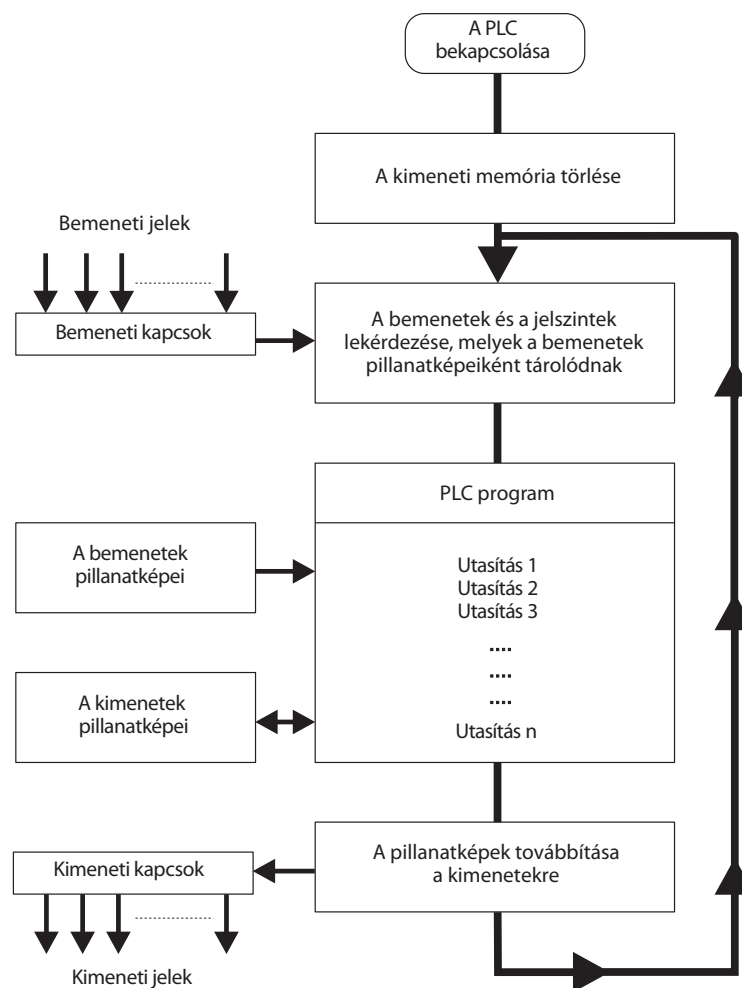 A PLC
bekapcsolása
A kimeneti memória törlése
Bemeneti jelek
Bemeneti kapcsok
A bemenetek és a jelszintek
lekérdezése, melyek a bemenetek
pillanatképeiként tárolódnak
PLC program
A bemenetek
pillanatképei
Utasítás 1
Utasítás 2
Utasítás 3
....
....
....
A kimenetek
pillanatképei
Utasítás n
Kimeneti kapcsok
A pillanatképek továbbítása
a kimenetekre
Kimeneti jelek